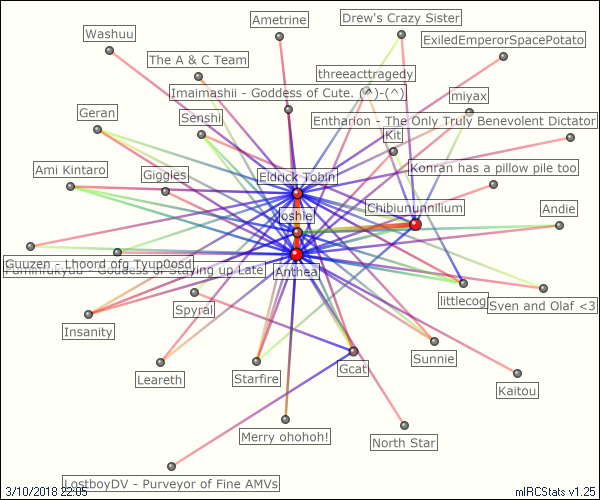 Washuu
Ametrine
Drew's Crazy Sister
ExiledEmperorSpacePotato
The A & C Team
threeacttragedy
Imaimashii - Goddess of Cute. (^)-(^)
miyax
Geran
Senshi
Entharion - The Only Truly Benevolent Dictator
Kit
Ami Kintaro
Giggles
Eldrick Tobin
Konran has a pillow pile too
oshiej
Chibiununillium
Andie
Guuzen - Lhoord ofg Tyup0osd
Goddess of Staying up Late
Anthea
Spyral
littlecog
Sven and Olaf <3
Insanity
Sunnie
Leareth
Starfire
Gcat
Kaitou
Merry ohohoh!
North Star
LostboyDV - Purveyor of Fine AMVs
3/10/2018 22:05
mIRCStats v1.25